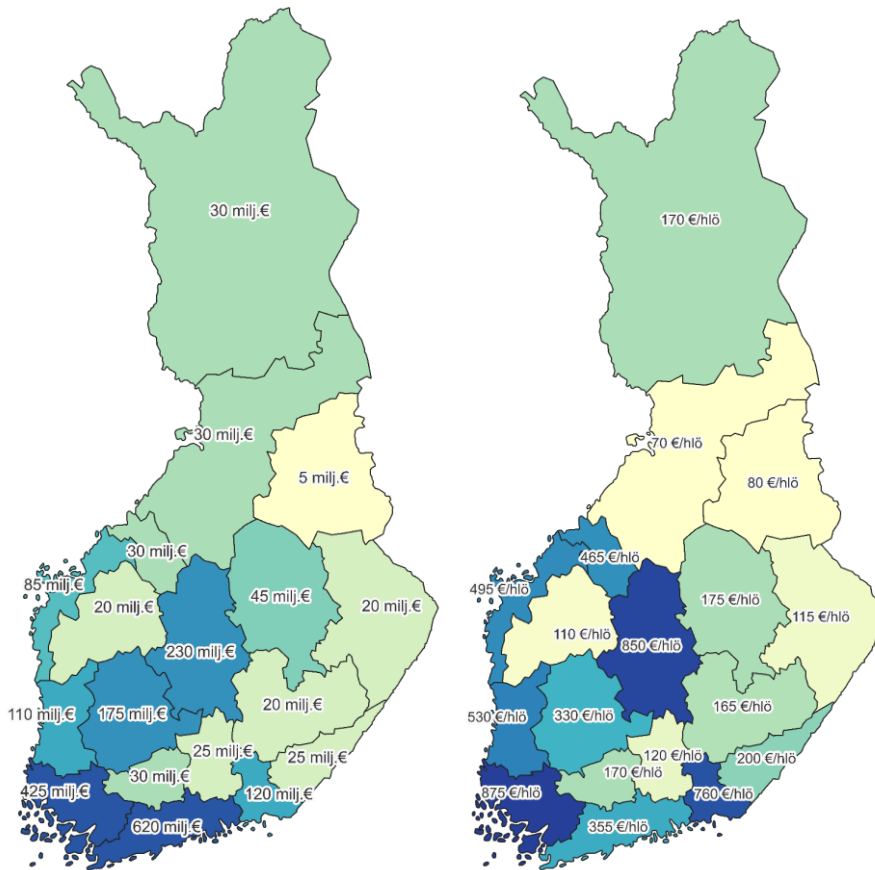 30 milj.€
30 milj.€
5 milj.€
30 milj.€
85 milj.€
20 milj.€
45 milj.€
20 milj.€
230 milj.€
110 milj.€
175 milj.€
20 milj.€
25 milj.€
25 milj.€
30 milj.€
425 milj.€
120 milj.€
620 milj.€
170 €/hlö
70 €/hlö
80 €/hlö
465 €/hlö
495 €/hlö
175 €/hlö
115 €/hlö
110 €/hlö
850 €/hlö
165 €/hlö
530 €/hlö
330 €/hlö
120 €/hlö
200 €/hlö
170 €/hlö
875 €/hlö
760 €/hlö
355 €/hlö